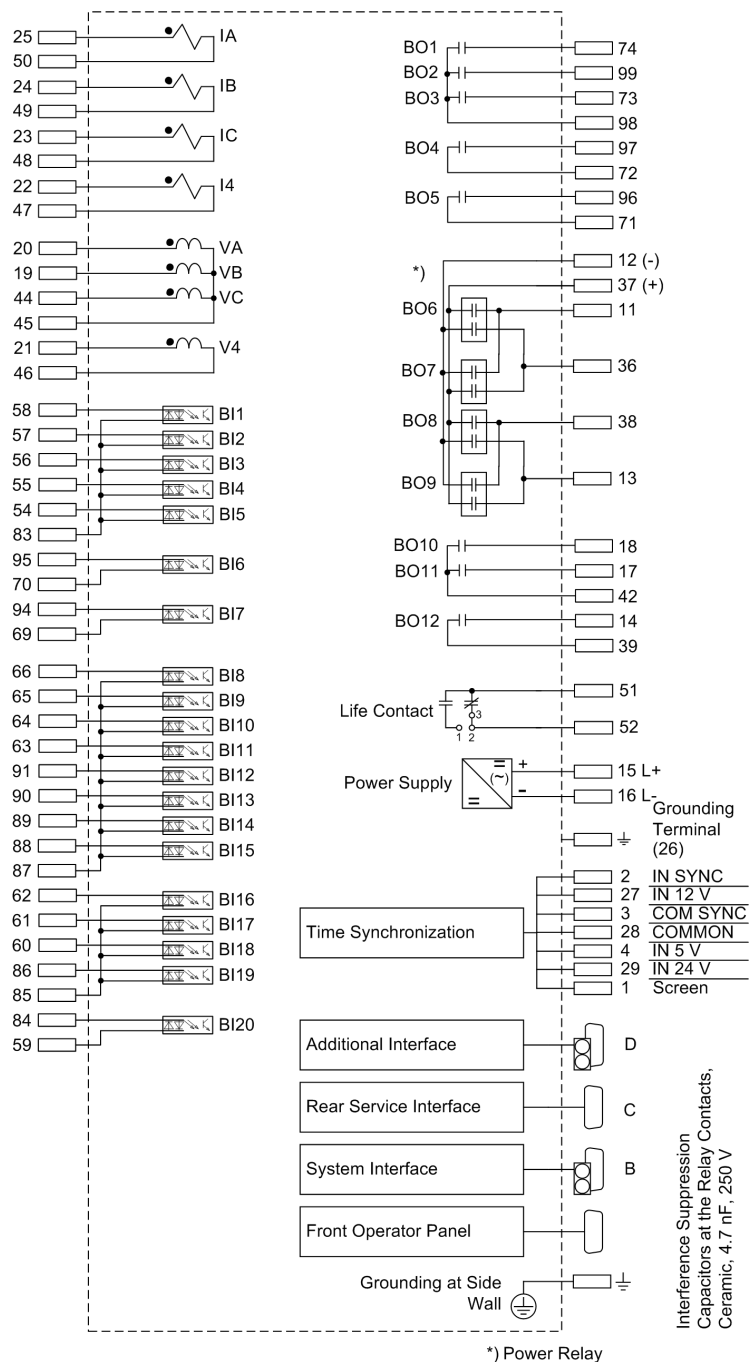 25 IA
50
24 IB
49
23 IC
48
22 I4
47
20 VA
19 VB
44 VC
45
21 V4
46
58 BI1
57 BI2
56 BI3
55 BI4
54 BI5
83
95 BI6
70
94 BI7
69
66 BI8
65 BI9
64 BI10
63 BI11
91 BI12
90 BI13
89 BI14
88 BI15
87
62 BI16
61 BI17
60 BI18
86 BI19
85
84 BI20
59
BO1 74
BO2 99
BO3 73
98
BO4 97
72
BO5 96
71
12 (-)
*)
37 (+)
BO6 11
BO7 36
BO8 38
BO9 13
BO10 18
BO11 17
42
BO12 14
39
51
Life Contact
3
1 2
52
Power Supply = (~) = + -
15 L+
16 L-
Grounding
Terminal
(26)
2 IN SYNC
27 IN 12 V
3 COM SYNC
Time Synchronization
28 COMMON
4 IN 5 V
29 IN 24 V
1 Screen
Additional Interface D
Rear Service Interface C
System Interface B
Front Operator Panel
Grounding at Side
Wall
Interference Suppression
Capacitors at the Relay Contacts,
Ceramic, 4.7 nF, 250 V
*) Power Relay